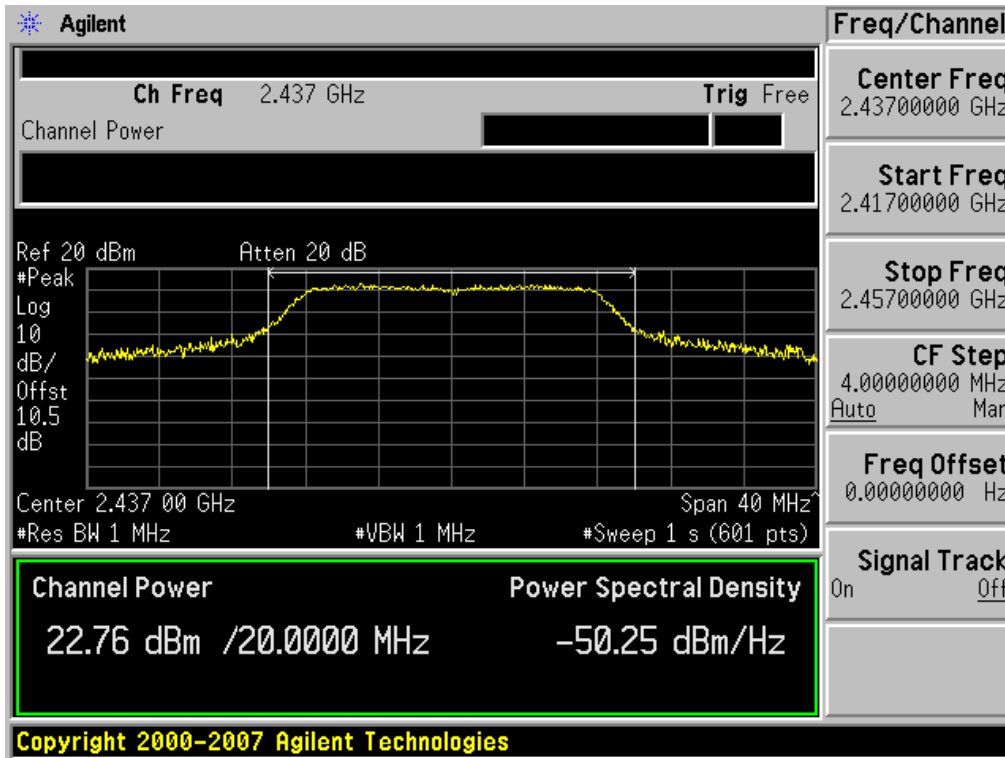 Agilent
Freq/Channel
Ch Freq 2.437 GHz Trig Free
Channel Power
Ref 20 dBm Atten 20 dB
#Peak
Log
10
dB/
Offst
10.5
dB
Center 2.437 00 GHz Span 40 MHz^
#Res BW 1 MHz #VBW 1 MHz #Sweep 1 s (601 pts)
Channel Power Power Spectral Density
22.76 dBm /20.0000 MHz -50.25 dBm/Hz
Copyright 2000-2007 Agilent Technologies
Center Freq
2.43700000 GHz
Start Freq
2.41700000 GHz
Stop Freq
2.45700000 GHz
CF Step
4.00000000 MHz
Auto Man
Freq Offset
0.00000000 Hz
Signal Track
On Off